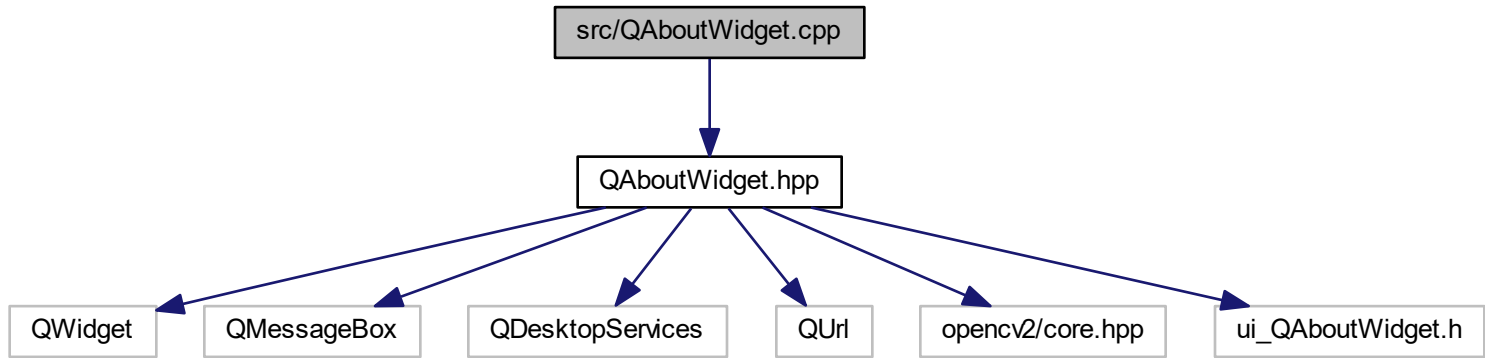 src/QAboutWidget.cpp
QAboutWidget.hpp
QWidget
QMessageBox
QDesktopServices
QUrl
opencv2/core.hpp
ui_QAboutWidget.h